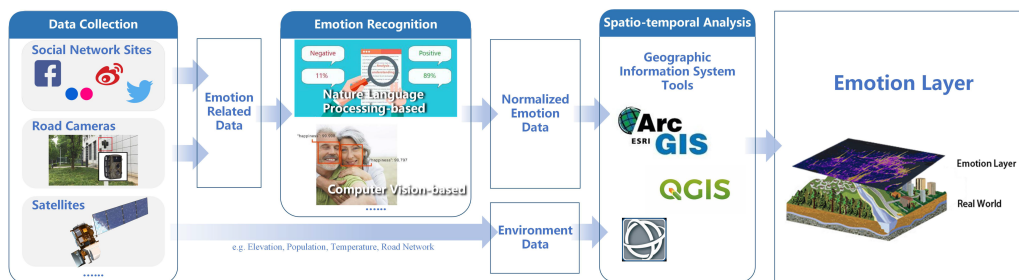 Data Collection
Social Network Sites
Road Cameras
Satellites
......
Emotion
Related
Data
Emotion Recognition
Negative
Positive
11%
89%
Nature Language
Processing-based
Computer Vision-based
......
e.g. Elevation, Population, Temperature, Road Network
Normalized
Emotion
Data
Environment
Data
Spatio-temporal Analysis
Geographic
Information System
Tools
Arc
ESRI GIS
QGIS
Emotion Layer
Emotion Layer
Real World